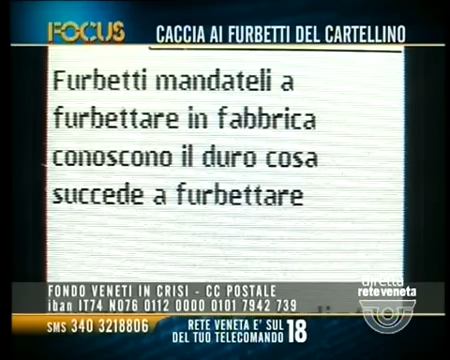 FOCUS CACCIA AI FURBETTI DEL CARTELLINO
Furbetti mandateli a
furbettare in fabbrica
conoscono il duro cosa
succede a furbettare
diretta
reteveneta
FONDO VENETI IN CRISI - CC POSTALE
iban IT74 N076 0112 0000 0101 7942 739
SMS 340 3218806
RETE VENETA E' SUL
DEL TUO TELECOMANDO 18